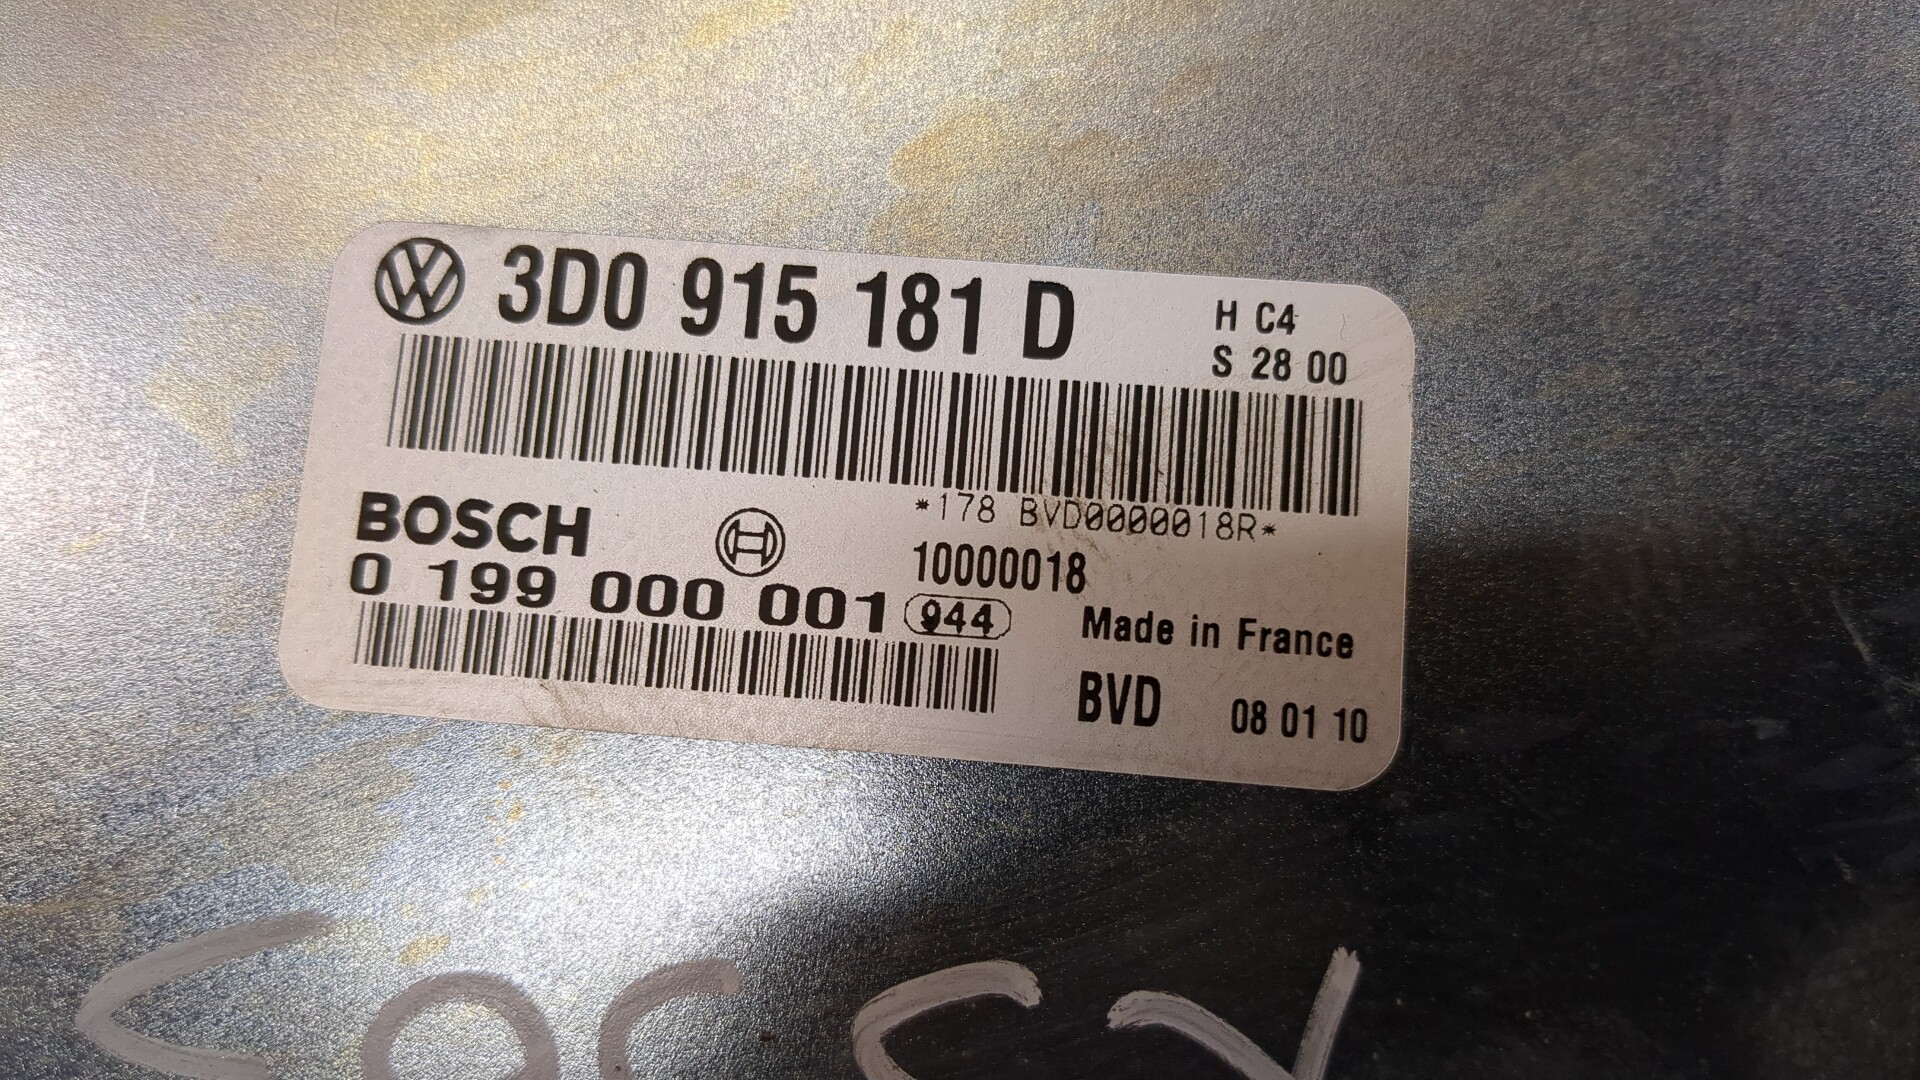 3D0 915 181 D
H C4
S 28 00
*178 BVD0000018R*
BOSCH
10000018
0 199 000 001 944
Made in France
BVD 08 01 10